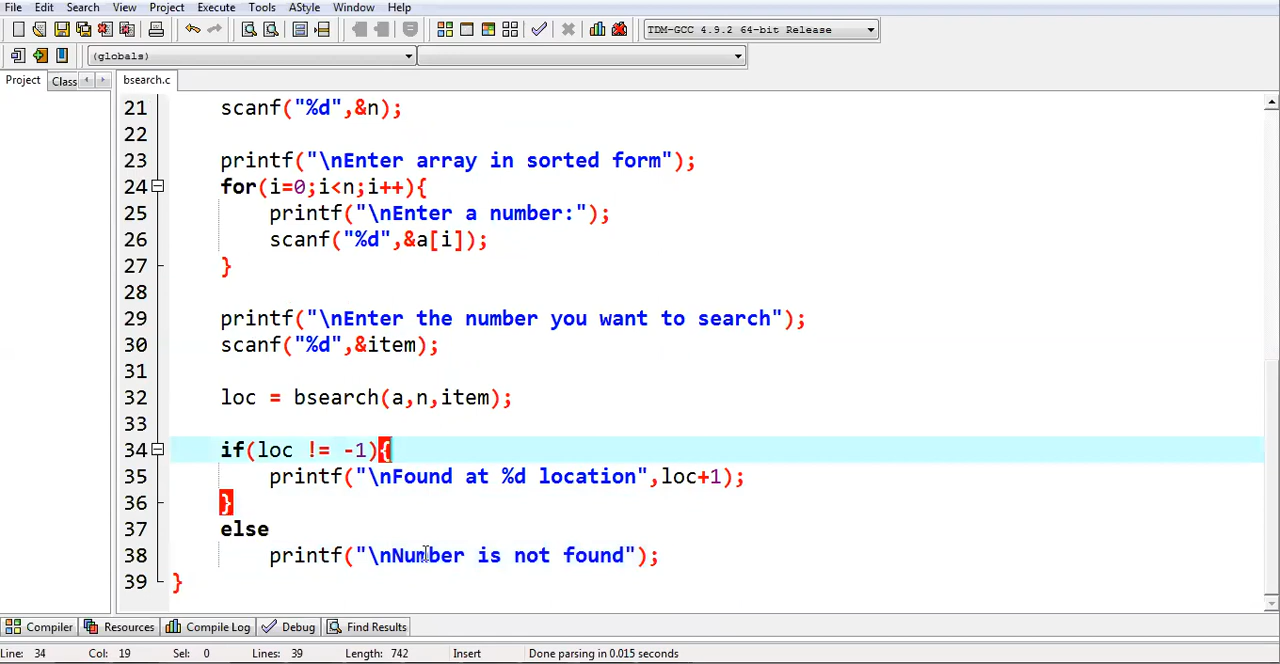 File Edit Search View Project Execute Tools AStyle Window Help
TDM-GCC 4.9.2 64-bit Release
(globals)
Project Class bsearch.c
21 scanf("%d",&n);
22
23 printf("\nEnter array in sorted form");
24 for(i=0;i<n;i++){
25 printf("\nEnter a number:");
26 scanf("%d",&a[i]);
27 }
28
29 printf("\nEnter the number you want to search");
30 scanf("%d",&item);
31
32 loc = bsearch(a,n,item);
33
34 if(loc != -1){
35 printf("\nFound at %d location",loc+1);
36 }
37 else
38 printf("\nNumber is not found");
39 }
Compiler Resources Compile Log Debug Find Results
Line: 34 Col: 19 Sel: 0 Lines: 39 Length: 742 Insert Done parsing in 0.015 seconds